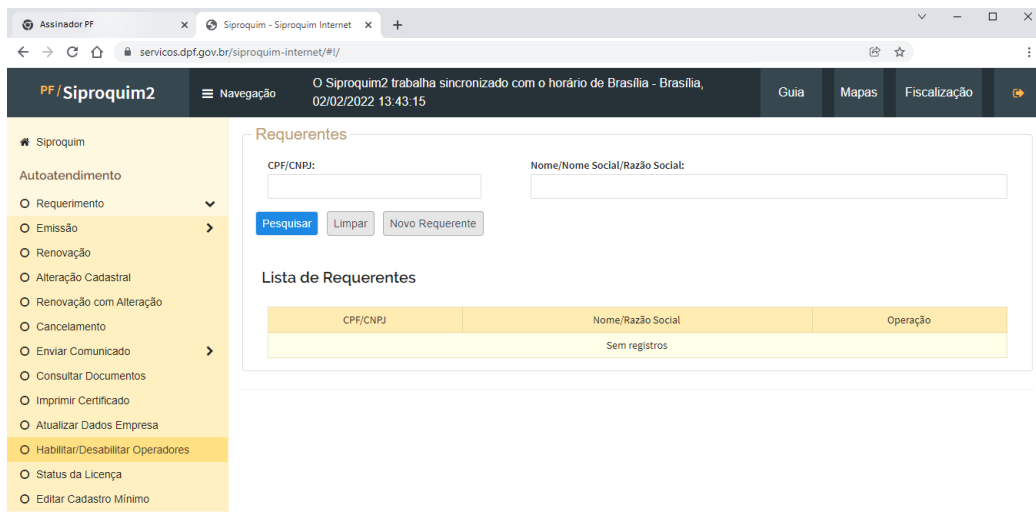 Assinador PF
Siproquim - Siproquim Internet
servicos.dpf.gov.br/siproquim-internet/#!/
PF/Siproquim2
Navegação
O Siproquim2 trabalha sincronizado com o horário de Brasília - Brasília,
02/02/2022 13:43:15
Guia
Mapas
Fiscalização
Siproquim
Autoatendimento
Requerimento
Emissão
Renovação
Alteração Cadastral
Renovação com Alteração
Cancelamento
Enviar Comunicado
Consultar Documentos
Imprimir Certificado
Atualizar Dados Empresa
Habilitar/Desabilitar Operadores
Status da Licença
Editar Cadastro Mínimo
Requerentes
CPF/CNPJ:
Nome/Nome Social/Razão Social:
Pesquisar
Limpar
Novo Requerente
Lista de Requerentes
CPF/CNPJ
Nome/Razão Social
Operação
Sem registros